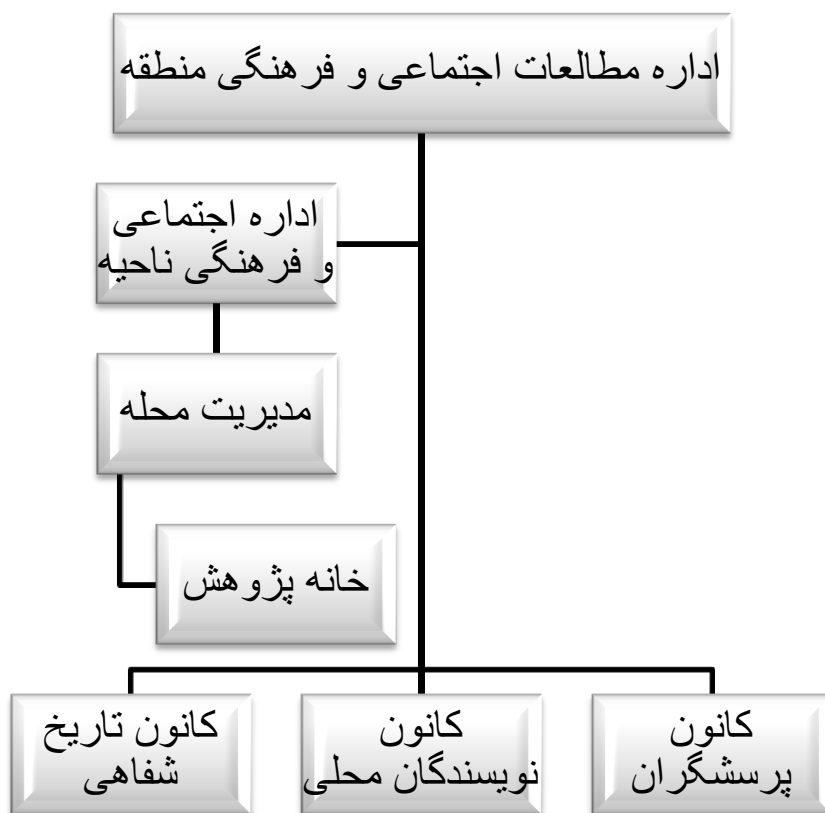 اداره مطالعات اجتماعی و فرهنگی منطقه
اداره اجتماعی
و فرهنگی ناحیه
مدیریت محله
خانه پژوهش
کانون
پرسشگران
کانون
نویسندگان محلی
کانون تاریخ
شفاهی